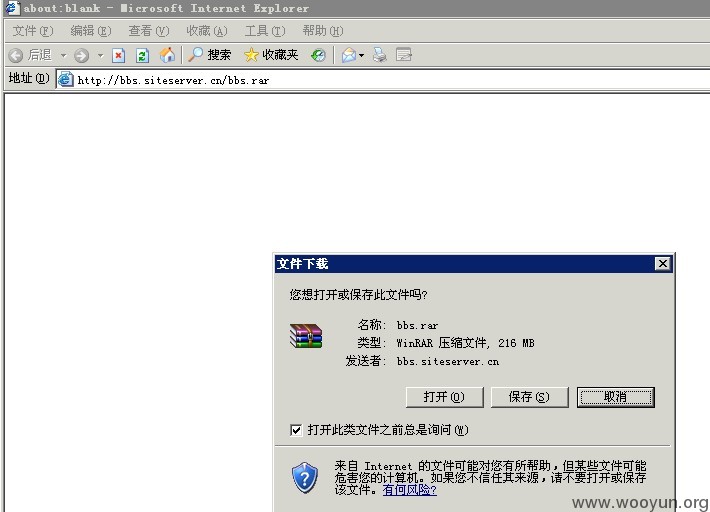 about:blank - Microsoft Internet Explorer
文件(F) 编辑(E) 查看(V) 收藏(A) 工具(T) 帮助(H)
后退 搜索 收藏夹
地址(D) http://bbs.siteserver.cn/bbs.rar
文件下载
您想打开或保存此文件吗?
名称: bbs.rar
类型: WinRAR 压缩文件, 216 MB
发送者: bbs.siteserver.cn
打开(O) 保存(S) 取消
打开此类文件之前总是询问(W)
来自 Internet 的文件可能对您有所帮助,但某些文件可能
危害您的计算机。如果您不信任其来源,请不要打开或保存
该文件。有何风险?
www.wooyun.org